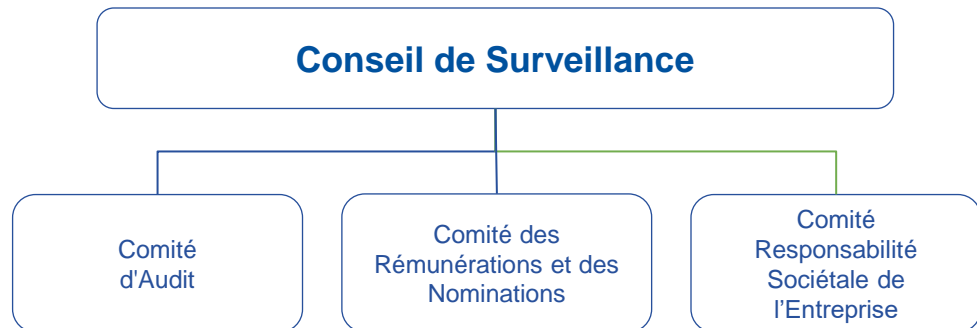 Conseil de Surveillance
Comité
d'Audit
Comité des
Rémunérations et des
Nominations
Comité
Responsabilité
Sociétale de
l’Entreprise